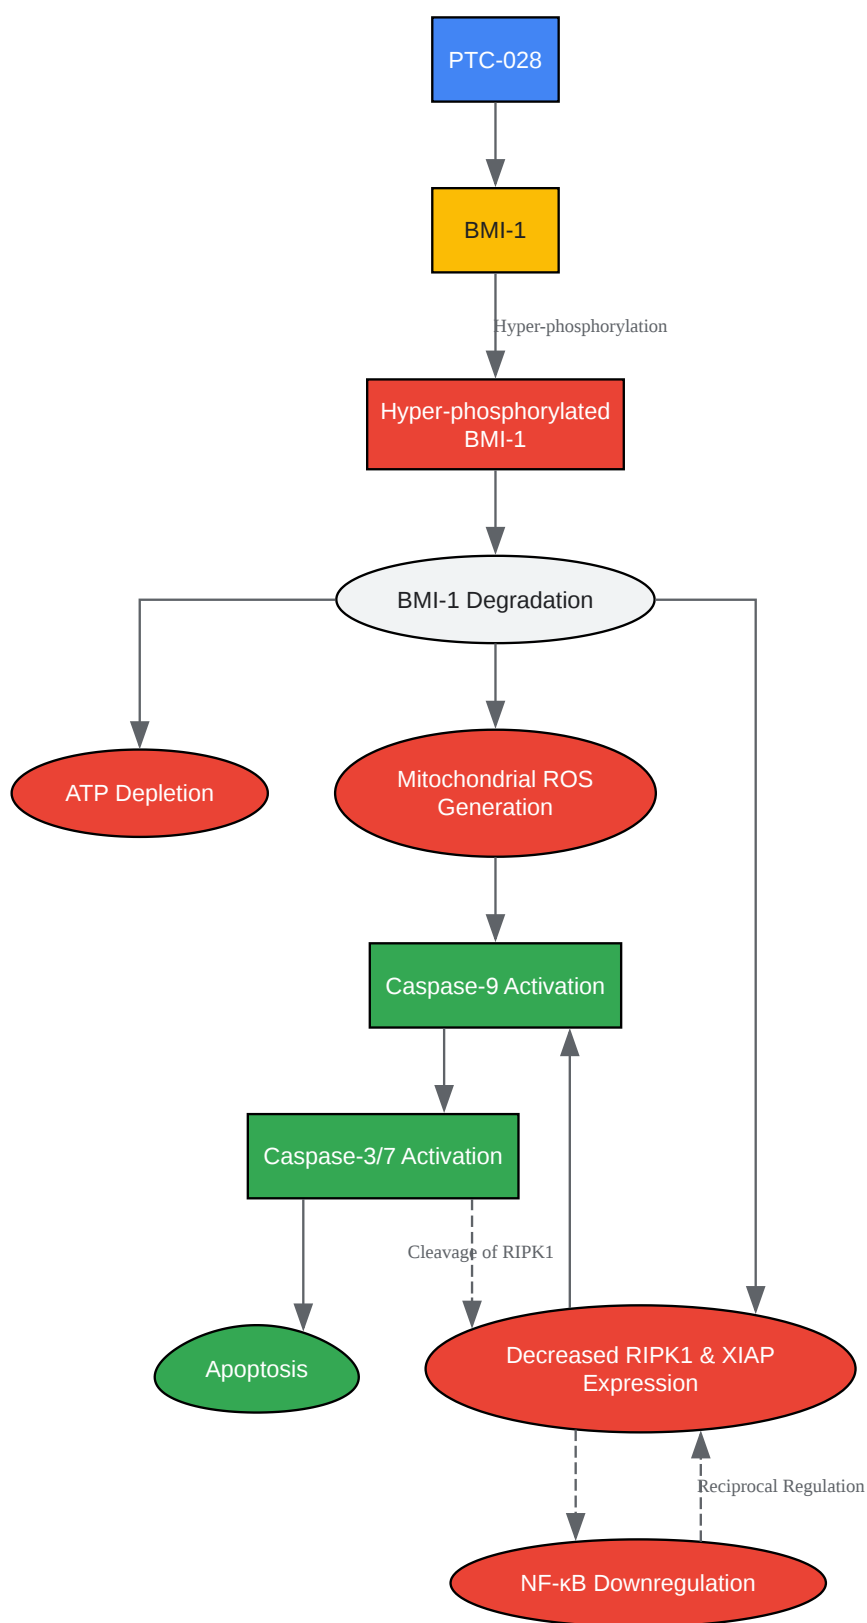 PTC-028
BMI-1
Hyper-phosphorylation
Hyper-phosphorylated
BMI-1
BMI-1 Degradation
ATP Depletion
Mitochondrial ROS
Generation
Caspase-9 Activation
Caspase-3/7 Activation
Cleavage of RIPK1
Apoptosis
Decreased RIPK1 & XIAP
Expression
Reciprocal Regulation
NF-κB Downregulation